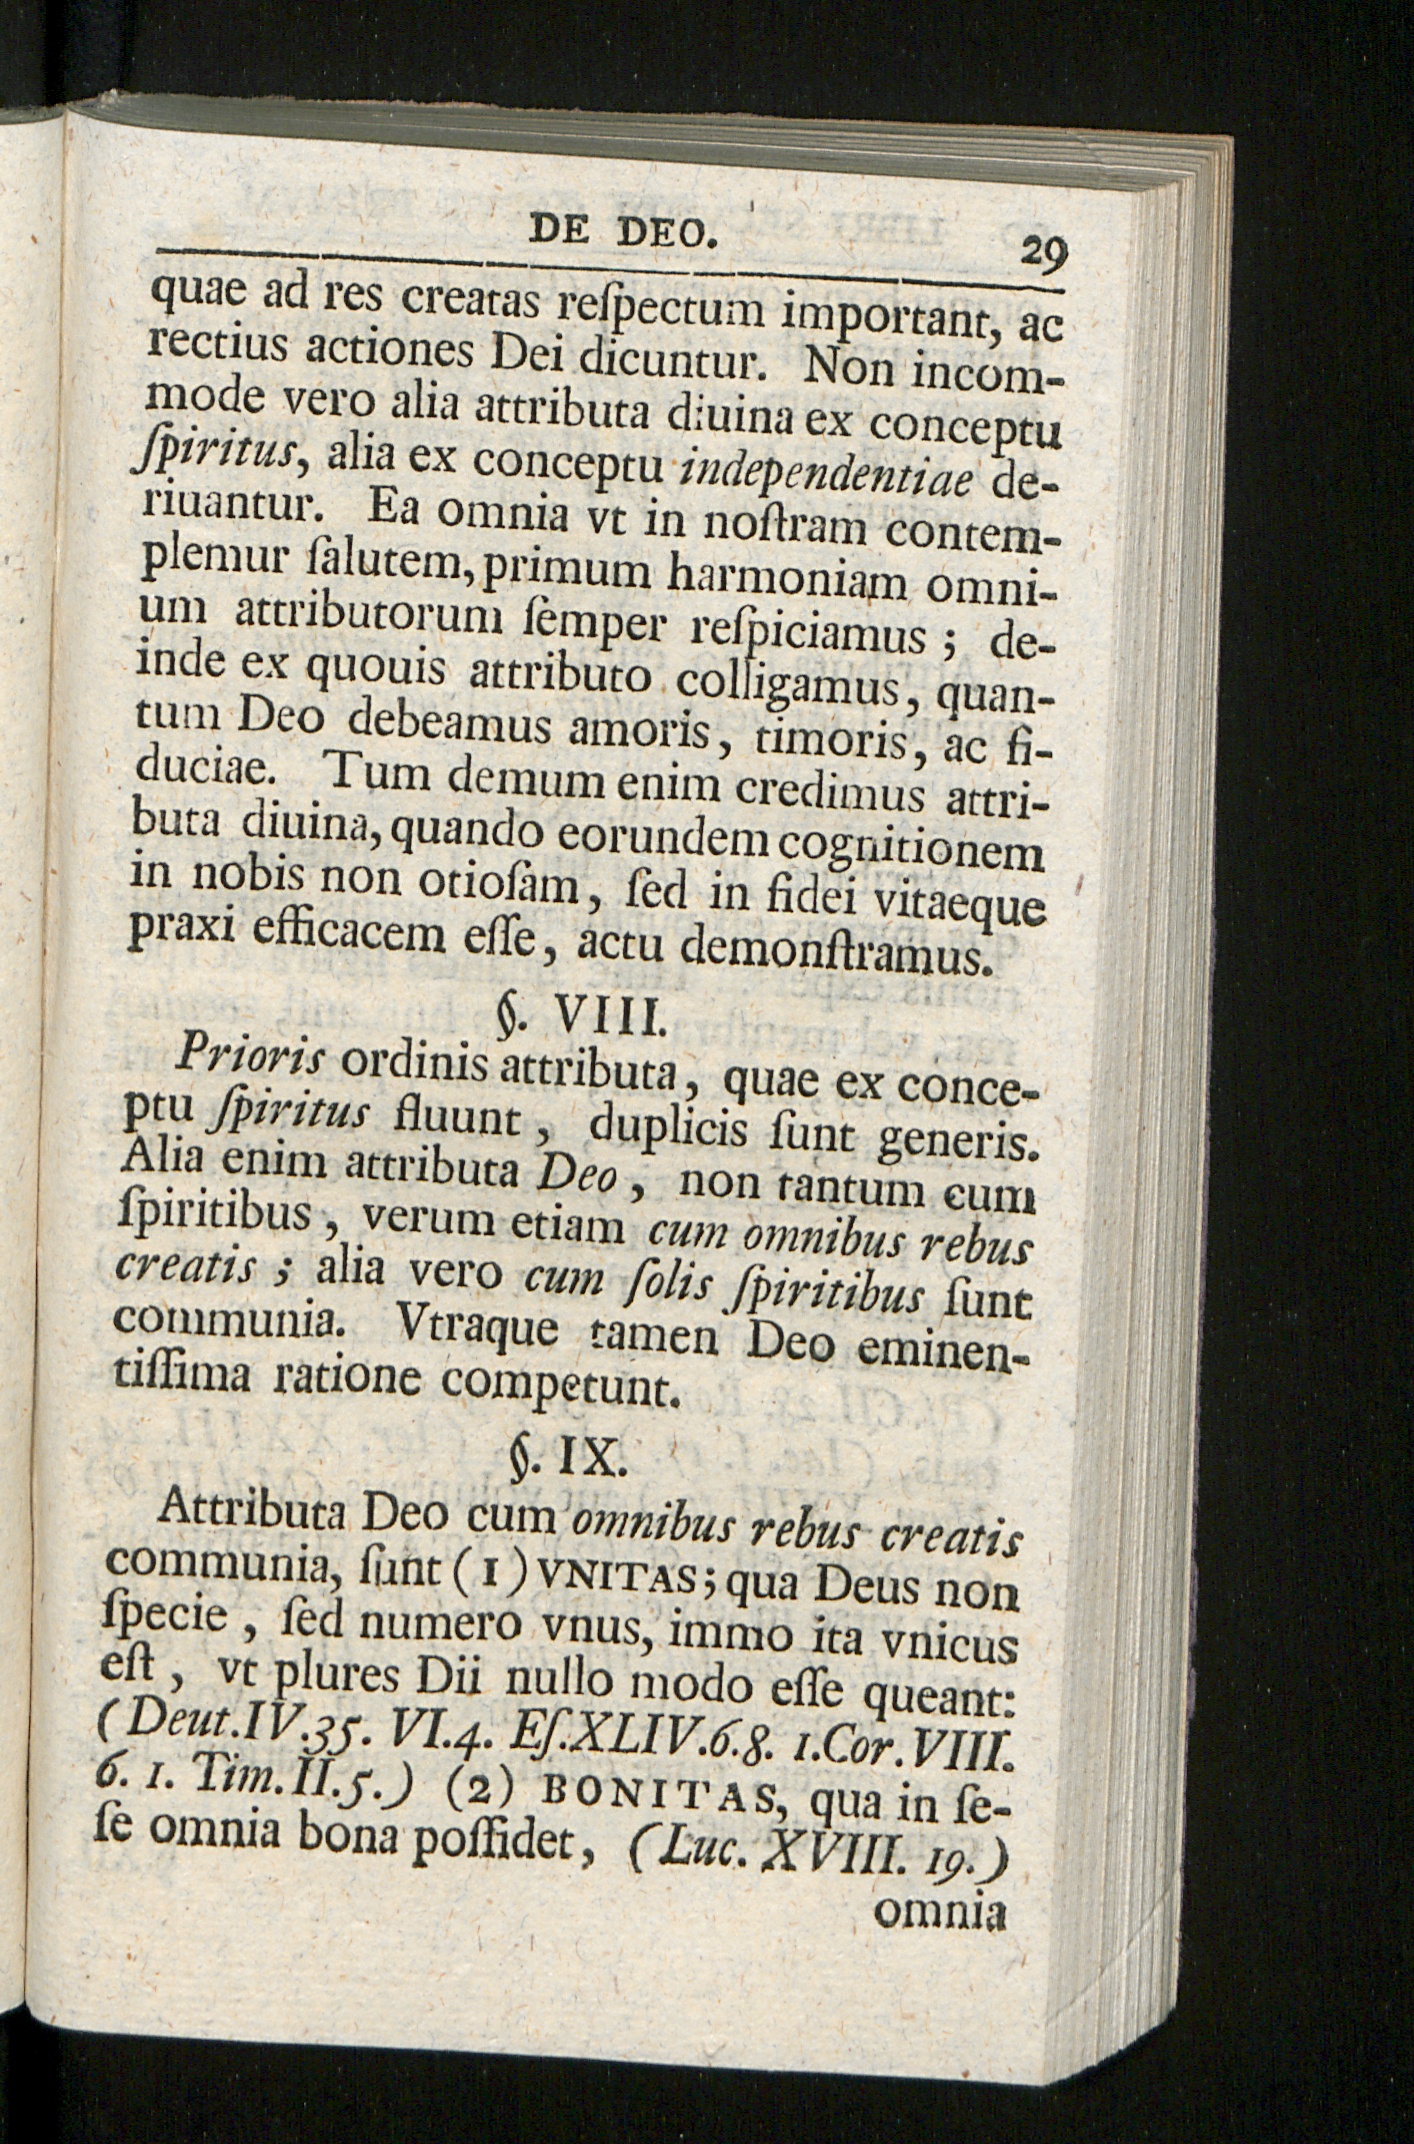 DE DEO. 29
quae ad res creatas reſpectum important, ac
rectius actiones Dei dicuntur. Non incom-
mode vero alia attributa diuina ex conceptu
ſpiritus, alia ex conceptu independentiae de-
riuantur. Ea omnia vt in noſtram contem-
plemur ſalutem, primum harmoniam omni-
um attributorum ſemper reſpiciamus ; de-
inde ex quouis attributo colligamus, quan-
tum Deo debeamus amoris, timoris, ac fi-
duciae. Tum demum enim credimus attri-
buta diuina, quando eorundem cognitionem
in nobis non otioſam, ſed in fidei vitaeque
praxi efficacem eſſe, actu demonſtramus.
§. VIII.
Prioris ordinis attributa, quae ex conce-
ptu ſpiritus fluunt, duplicis ſunt generis.
Alia enim attributa Deo, non tantum cum
ſpiritibus, verum etiam cum omnibus rebus
creatis ; alia vero cum ſolis ſpiritibus ſunt
communia. Vtraque tamen Deo eminen-
tiſſima ratione competunt.
§. IX.
Attributa Deo cum omnibus rebus creatis
communia, ſunt (1) VNITAS; qua Deus non
ſpecie, ſed numero vnus, immo ita vnicus
eſt, vt plures Dii nullo modo eſſe queant:
(Deut.IV.35. VI.4. Eſ.XLIV.6.8. 1.Cor.VIII.
6. 1. Tim.II.5.) (2) BONITAS, qua in ſe-
ſe omnia bona poſſidet, (Luc. XVIII. 19.)
omnia